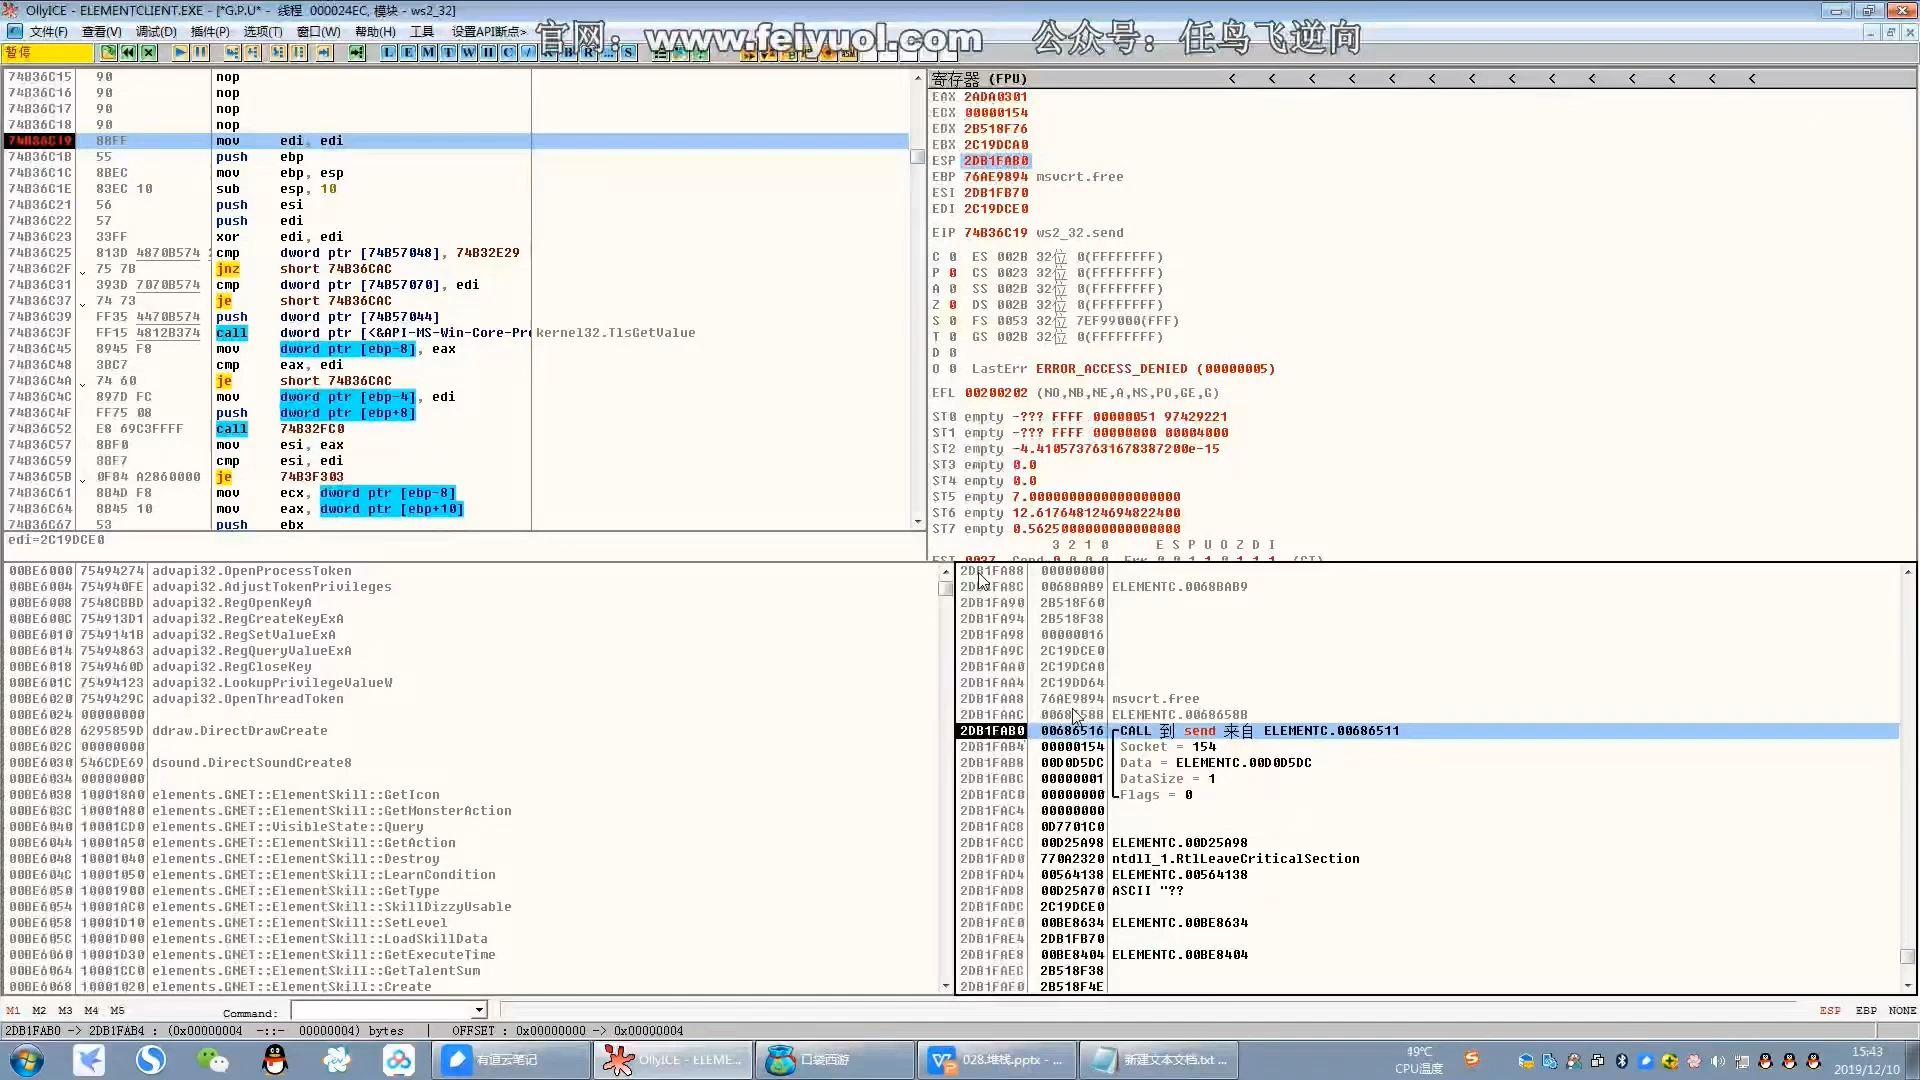 OllyICE - ELEMENTCLIENT.EXE - [*G.P.U* - 线程 000024EC, 模块 - ws2_32]
文件(F) 查看(V) 调试(D) 插件(P) 选项(T) 窗口(W) 帮助(H) 工具 设置API断点>
官网：www.feiyuol.com 公众号：任鸟飞逆向
暂停
L E M T W H C / K B R ... S
74B36C15 90 nop
74B36C16 90 nop
74B36C17 90 nop
74B36C18 90 nop
74B36C19 8BFF mov edi, edi
74B36C1B 55 push ebp
74B36C1C 8BEC mov ebp, esp
74B36C1E 83EC 10 sub esp, 10
74B36C21 56 push esi
74B36C22 57 push edi
74B36C23 33FF xor edi, edi
74B36C25 813D 4870B574 cmp dword ptr [74B57048], 74B32E29
74B36C2F 75 7B jnz short 74B36CAC
74B36C31 393D 7070B574 cmp dword ptr [74B57070], edi
74B36C37 74 73 je short 74B36CAC
74B36C39 FF35 4470B574 push dword ptr [74B57044]
74B36C3F FF15 4812B374 call dword ptr [<&API-MS-Win-Core-Pr kernel32.TlsGetValue
74B36C45 8945 F8 mov dword ptr [ebp-8], eax
74B36C48 3BC7 cmp eax, edi
74B36C4A 74 60 je short 74B36CAC
74B36C4C 897D FC mov dword ptr [ebp-4], edi
74B36C4F FF75 08 push dword ptr [ebp+8]
74B36C52 E8 69C3FFFF call 74B32FC0
74B36C57 8BF0 mov esi, eax
74B36C59 3BF7 cmp esi, edi
74B36C5B 0F84 A2860000 je 74B3F303
74B36C61 8B4D F8 mov ecx, dword ptr [ebp-8]
74B36C64 8B45 10 mov eax, dword ptr [ebp+10]
74B36C67 53 push ebx
edi=2C19DCE0
寄存器 (FPU) < < < < < < < < < < < < < <
EAX 2ADA0301
ECX 00000154
EDX 2B518F76
EBX 2C19DCA0
ESP 2DB1FAB0
EBP 76AE9894 msvcrt.free
ESI 2DB1FB70
EDI 2C19DCE0
EIP 74B36C19 ws2_32.send
C 0 ES 002B 32位 0(FFFFFFFF)
P 0 CS 0023 32位 0(FFFFFFFF)
A 0 SS 002B 32位 0(FFFFFFFF)
Z 0 DS 002B 32位 0(FFFFFFFF)
S 0 FS 0053 32位 7EF99000(FFF)
T 0 GS 002B 32位 0(FFFFFFFF)
D 0
O 0 LastErr ERROR_ACCESS_DENIED (00000005)
EFL 00200202 (NO,NB,NE,A,NS,PO,GE,G)
ST0 empty -??? FFFF 00000051 97429221
ST1 empty -??? FFFF 00000000 00004000
ST2 empty -4.4105737631678387200e-15
ST3 empty 0.0
ST4 empty 0.0
ST5 empty 7.0000000000000000000
ST6 empty 12.617648124694822400
ST7 empty 0.5625000000000000000
3 2 1 0 E S P U O Z D I
00BE6000 75494274 advapi32.OpenProcessToken
00BE6004 754940FE advapi32.AdjustTokenPrivileges
00BE6008 7548CBBD advapi32.RegOpenKeyA
00BE600C 754913D1 advapi32.RegCreateKeyExA
00BE6010 7549141B advapi32.RegSetValueExA
00BE6014 75494863 advapi32.RegQueryValueExA
00BE6018 7549460D advapi32.RegCloseKey
00BE601C 75494123 advapi32.LookupPrivilegeValueW
00BE6020 7549429C advapi32.OpenThreadToken
00BE6024 00000000
00BE6028 6295859D ddraw.DirectDrawCreate
00BE602C 00000000
00BE6030 546CDE69 dsound.DirectSoundCreate8
00BE6034 00000000
00BE6038 100018A0 elements.GNET::ElementSkill::GetIcon
00BE603C 10001A80 elements.GNET::ElementSkill::GetMonsterAction
00BE6040 10001CD0 elements.GNET::VisibleState::Query
00BE6044 10001A50 elements.GNET::ElementSkill::GetAction
00BE6048 10001040 elements.GNET::ElementSkill::Destroy
00BE604C 10001050 elements.GNET::ElementSkill::LearnCondition
00BE6050 10001900 elements.GNET::ElementSkill::GetType
00BE6054 10001AC0 elements.GNET::ElementSkill::SkillDizzyUsable
00BE6058 10001D10 elements.GNET::ElementSkill::SetLevel
00BE605C 10001D00 elements.GNET::ElementSkill::LoadSkillData
00BE6060 10001D30 elements.GNET::ElementSkill::GetExecuteTime
00BE6064 10001CC0 elements.GNET::ElementSkill::GetTalentSum
00BE6068 10001020 elements.GNET::ElementSkill::Create
2DB1FA88 00000000
2DB1FA8C 0068BAB9 ELEMENTC.0068BAB9
2DB1FA90 2B518F60
2DB1FA94 2B518F38
2DB1FA98 00000016
2DB1FA9C 2C19DCE0
2DB1FAA0 2C19DCA0
2DB1FAA4 2C19DD64
2DB1FAA8 76AE9894 msvcrt.free
2DB1FAAC 0068658B ELEMENTC.0068658B
2DB1FAB0 00686516 CALL 到 send 来自 ELEMENTC.00686511
2DB1FAB4 00000154 Socket = 154
2DB1FAB8 00D0D5DC Data = ELEMENTC.00D0D5DC
2DB1FABC 00000001 DataSize = 1
2DB1FAC0 00000000 Flags = 0
2DB1FAC4 00000000
2DB1FAC8 0D7701C0
2DB1FACC 00D25A98 ELEMENTC.00D25A98
2DB1FAD0 770A2320 ntdll_1.RtlLeaveCriticalSection
2DB1FAD4 00564138 ELEMENTC.00564138
2DB1FAD8 00D25A70 ASCII "??
2DB1FADC 2C19DCE0
2DB1FAE0 00BE8634 ELEMENTC.00BE8634
2DB1FAE4 2DB1FB70
2DB1FAE8 00BE8404 ELEMENTC.00BE8404
2DB1FAEC 2B518F38
2DB1FAF0 2B518F4E
M1 M2 M3 M4 M5 Command: ESP EBP NONE
2DB1FAB0 -> 2DB1FAB4 : (0x00000004 -::- 00000004) bytes | OFFSET : 0x00000000 -> 0x00000004
有道云笔记 OllyICE - ELEME... 口袋西游 028.堆栈.pptx - ... 新建文本文档.txt ...
49℃
CPU温度
15:43
2019/12/10